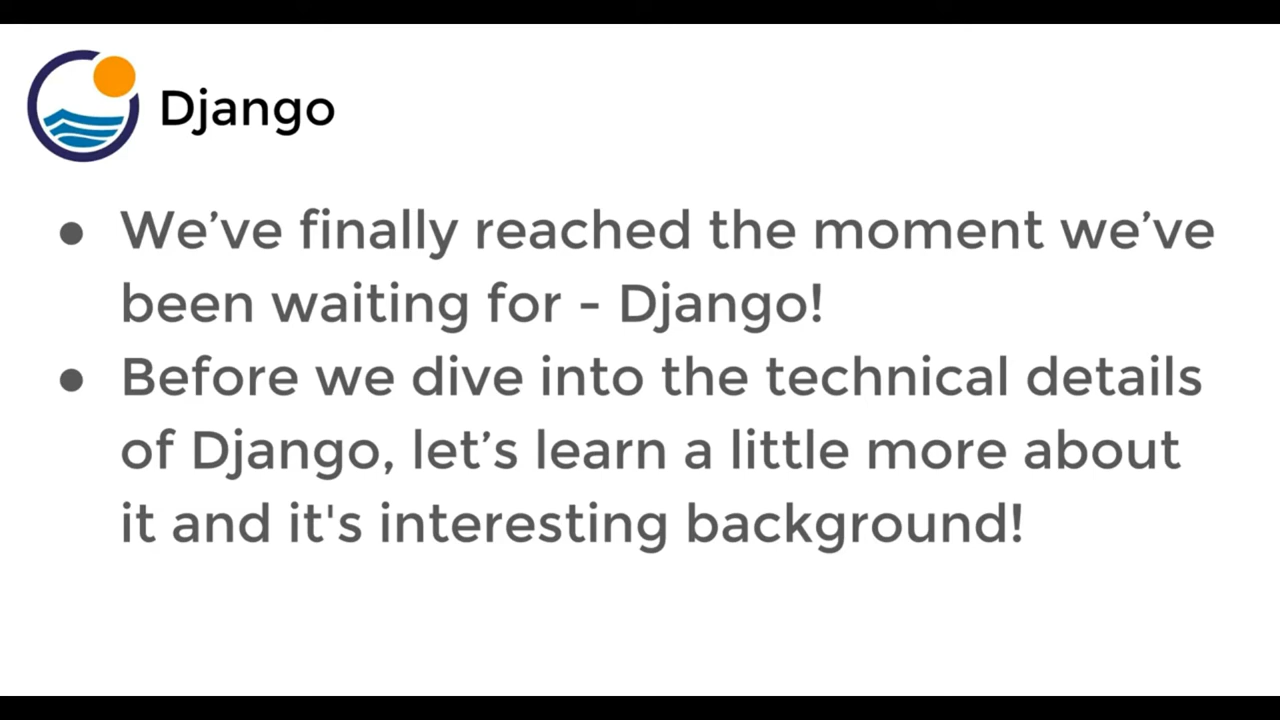 Django
● We’ve finally reached the moment we’ve
been waiting for - Django!
● Before we dive into the technical details
of Django, let’s learn a little more about
it and it's interesting background!